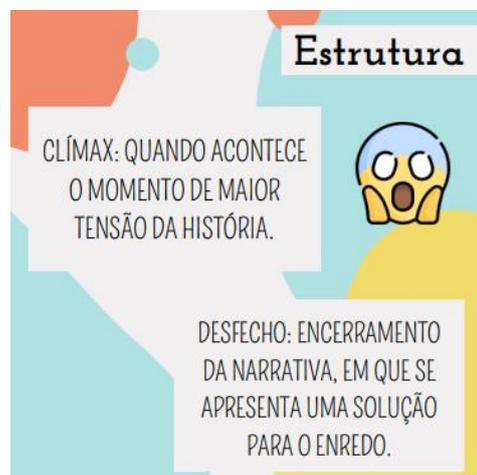 Estrutura
CLÍMAX: QUANDO ACONTECE
O MOMENTO DE MAIOR
TENSÃO DA HISTÓRIA.
DESFECHO: ENCERRAMENTO
DA NARRATIVA, EM QUE SE
APRESENTA UMA SOLUÇÃO
PARA O ENREDO.